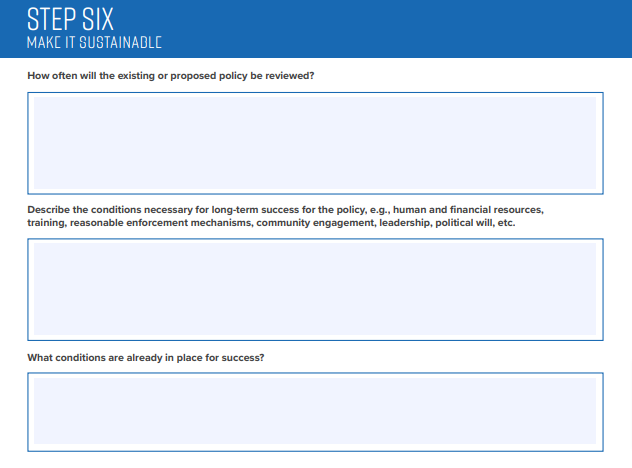 STEP SIX
MAKE IT SUSTAINABLE
How often will the existing or proposed policy be reviewed?
Describe the conditions necessary for long-term success for the policy, e.g., human and financial resources,
training, reasonable enforcement mechanisms, community engagement, leadership, political will, etc.
What conditions are already in place for success?